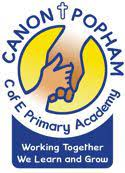 CANON † POPHAM
C of E Primary Academy
Working Together
We Learn and Grow